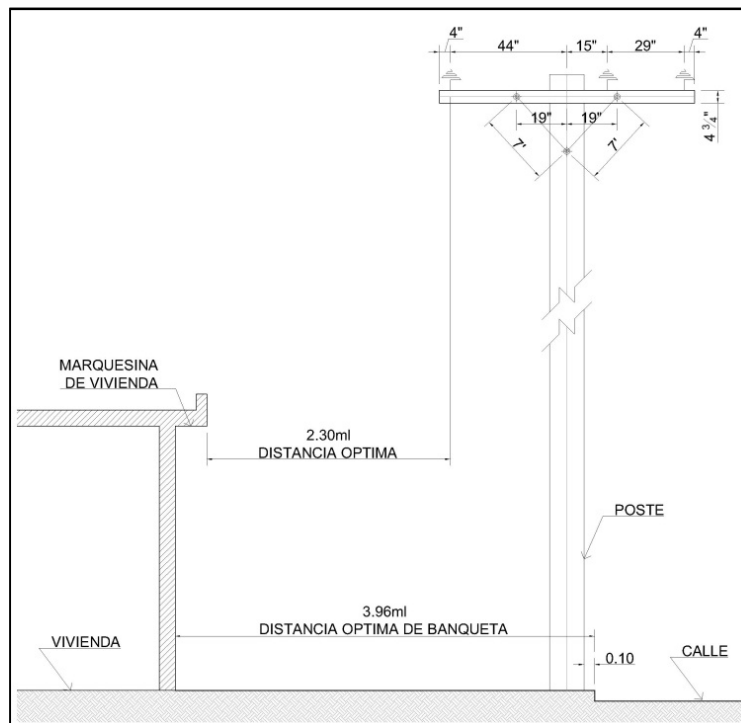 4"
44"
15"
29"
4"
19"
19"
7'
7'
4 3/4"
MARQUESINA
DE VIVIENDA
2.30ml
DISTANCIA OPTIMA
POSTE
3.96ml
DISTANCIA OPTIMA DE BANQUETA
VIVIENDA
0.10
CALLE